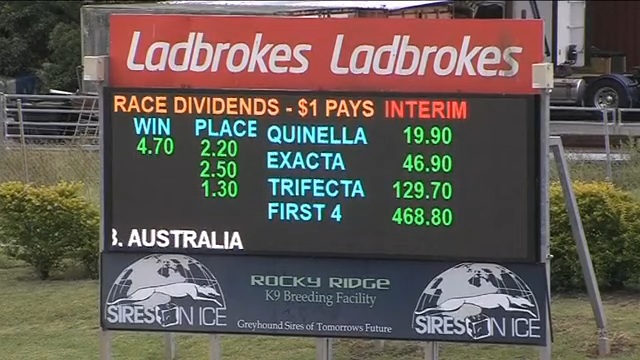 Ladbrokes Ladbrokes
RACE DIVIDENDS - $1 PAYS INTERIM
WIN PLACE QUINELLA 19.90
4.70 2.20 EXACTA 46.90
2.50 TRIFECTA 129.70
1.30 FIRST 4 468.80
. AUSTRALIA
SIRES ON ICE
ROCKY RIDGE
K9 Breeding Facility
Greyhound Sires of Tomorrows Future
SIRES ON ICE